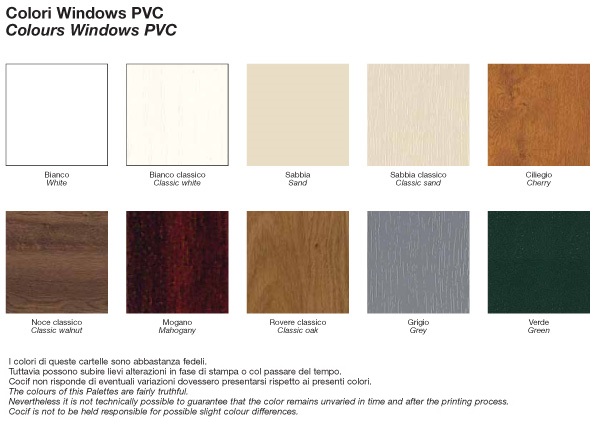 Colori Windows PVC
Colours Windows PVC
Bianco
White
Bianco classico
Classic white
Sabbia
Sand
Sabbia classico
Classic sand
Ciliegio
Cherry
Noce classico
Classic walnut
Mogano
Mahogany
Rovere classico
Classic oak
Grigio
Grey
Verde
Green
I colori di queste cartelle sono abbastanza fedeli.
Tuttavia possono subire lievi alterazioni in fase di stampa o col passare del tempo.
Cocif non risponde di eventuali variazioni dovessero presentarsi rispetto ai presenti colori.
The colours of this Palettes are fairly truthful.
Nevertheless it is not technically possible to guarantee that the color remains unvaried in time and after the printing process.
Cocif is not to be held responsible for possible slight colour differences.